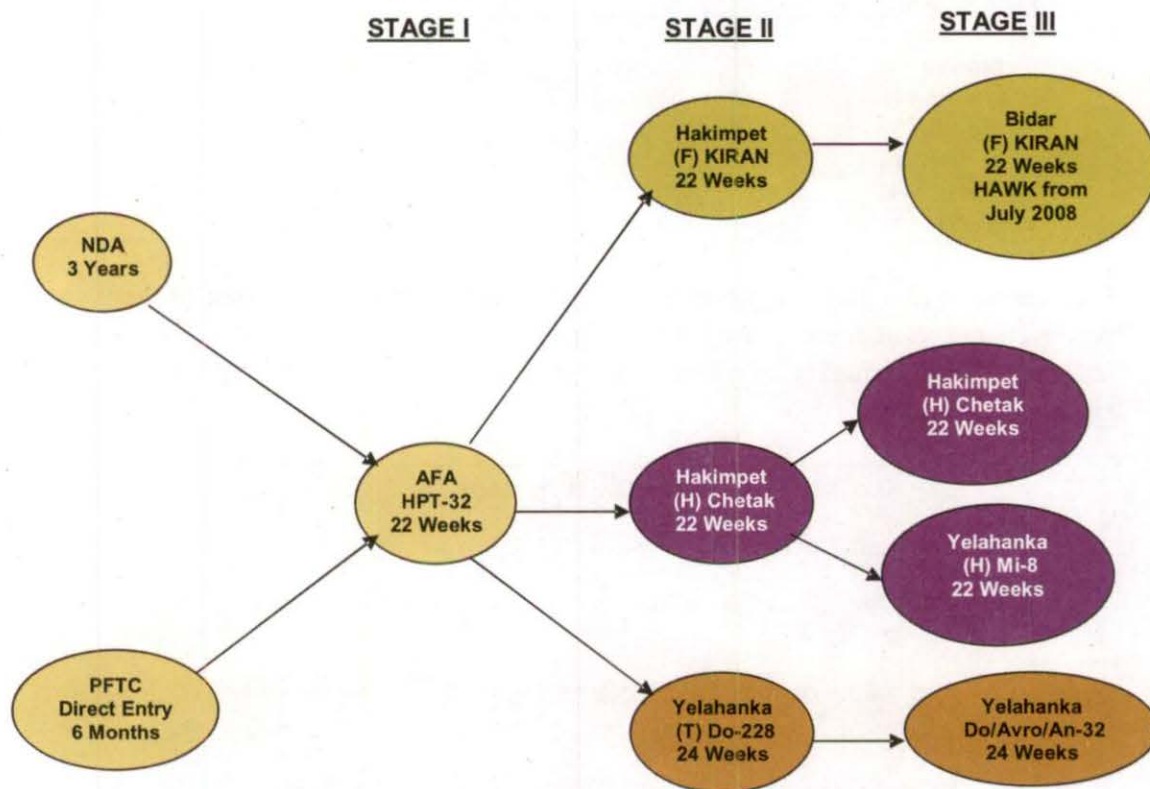 STAGE I
STAGE II
STAGE III
NDA
3 Years
PFTC
Direct Entry
6 Months
AFA
HPT-32
22 Weeks
Hakimpet
(F) KIRAN
22 Weeks
Bidar
(F) KIRAN
22 Weeks
HAWK from
July 2008
Hakimpet
(H) Chetak
22 Weeks
Hakimpet
(H) Chetak
22 Weeks
Yelahanka
(H) Mi-8
22 Weeks
Yelahanka
(T) Do-228
24 Weeks
Yelahanka
Do/Avro/An-32
24 Weeks